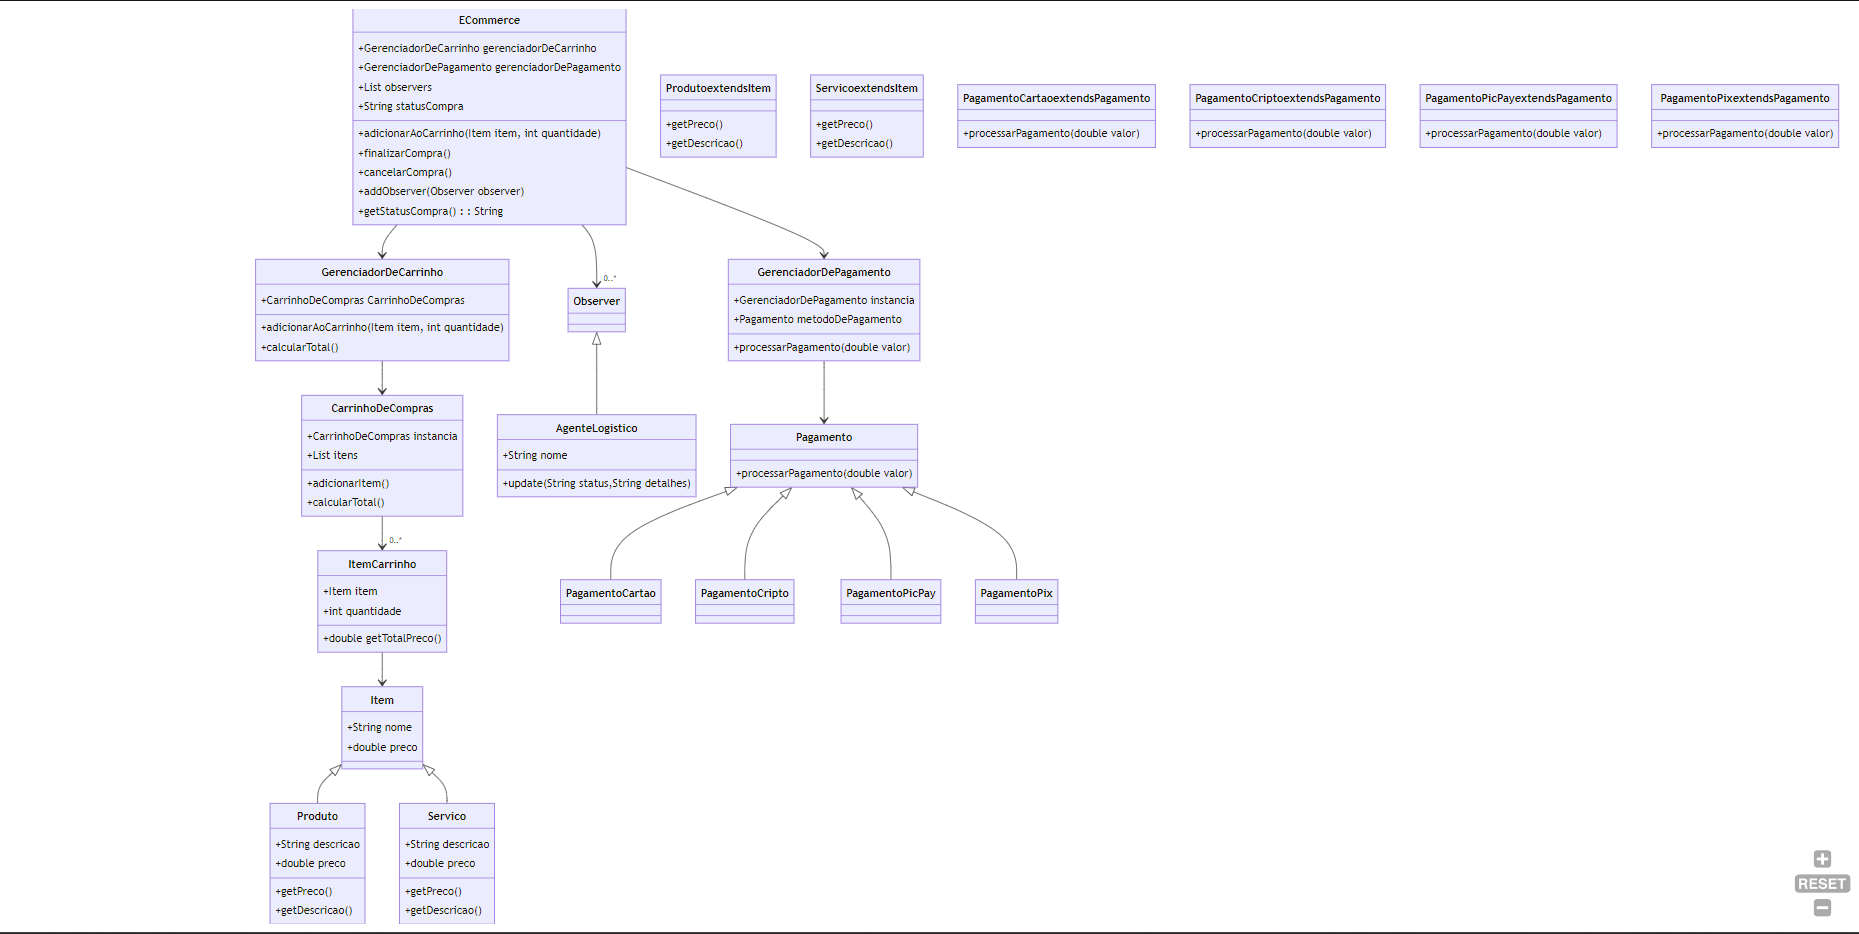 ECommerce
+GerenciadorDeCarrinho gerenciadorDeCarrinho
+GerenciadorDePagamento gerenciadorDePagamento
+List observers
+String statusCompra
+adicionarAoCarrinho(Item item, int quantidade)
+finalizarCompra()
+cancelarCompra()
+addObserver(Observer observer)
+getStatusCompra() : : String
ProdutoextendsItem
+getPreco()
+getDescricao()
ServicoextendsItem
+getPreco()
+getDescricao()
PagamentoCartaoextendsPagamento
+processarPagamento(double valor)
PagamentoCriptoextendsPagamento
+processarPagamento(double valor)
PagamentoPicPayextendsPagamento
+processarPagamento(double valor)
PagamentoPixextendsPagamento
+processarPagamento(double valor)
GerenciadorDeCarrinho
+CarrinhoDeCompras CarrinhoDeCompras
+adicionarAoCarrinho(Item item, int quantidade)
+calcularTotal()
0..*
Observer
GerenciadorDePagamento
+GerenciadorDePagamento instancia
+Pagamento metodoDePagamento
+processarPagamento(double valor)
CarrinhoDeCompras
+CarrinhoDeCompras instancia
+List itens
+adicionarItem()
+calcularTotal()
AgenteLogistico
+String nome
+update(String status,String detalhes)
Pagamento
+processarPagamento(double valor)
0..*
ItemCarrinho
+Item item
+int quantidade
+double getTotalPreco()
PagamentoCartao
PagamentoCripto
PagamentoPicPay
PagamentoPix
Item
+String nome
+double preco
Produto
+String descricao
+double preco
+getPreco()
+getDescricao()
Servico
+String descricao
+double preco
+getPreco()
+getDescricao()
RESET